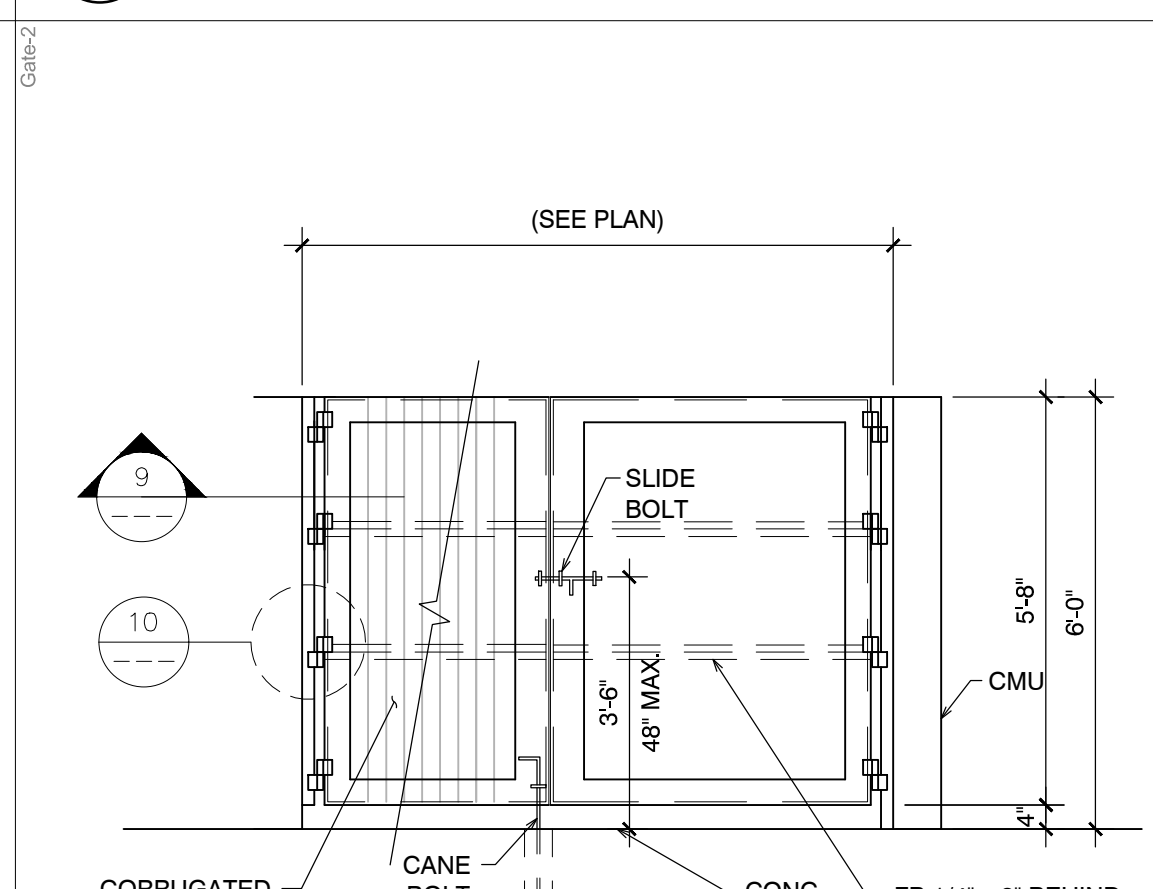 Gate-2
(SEE PLAN)
9
SLIDE
BOLT
10
3'-6"
48" MAX.
5'-8"
6'-0"
CMU
4"
CANE
BOLT
CORRUGATED
CONC
BEHIND